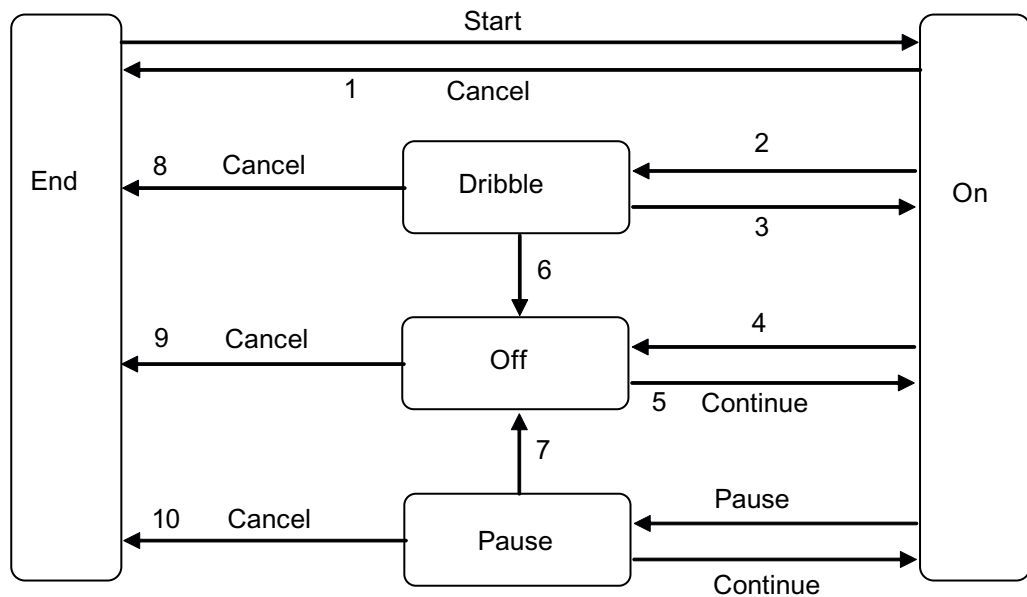 Start
1 Cancel
2
8 Cancel
Dribble
End
On
3
6
4
9 Cancel
Off
5 Continue
7
Pause
10 Cancel
Pause
Continue